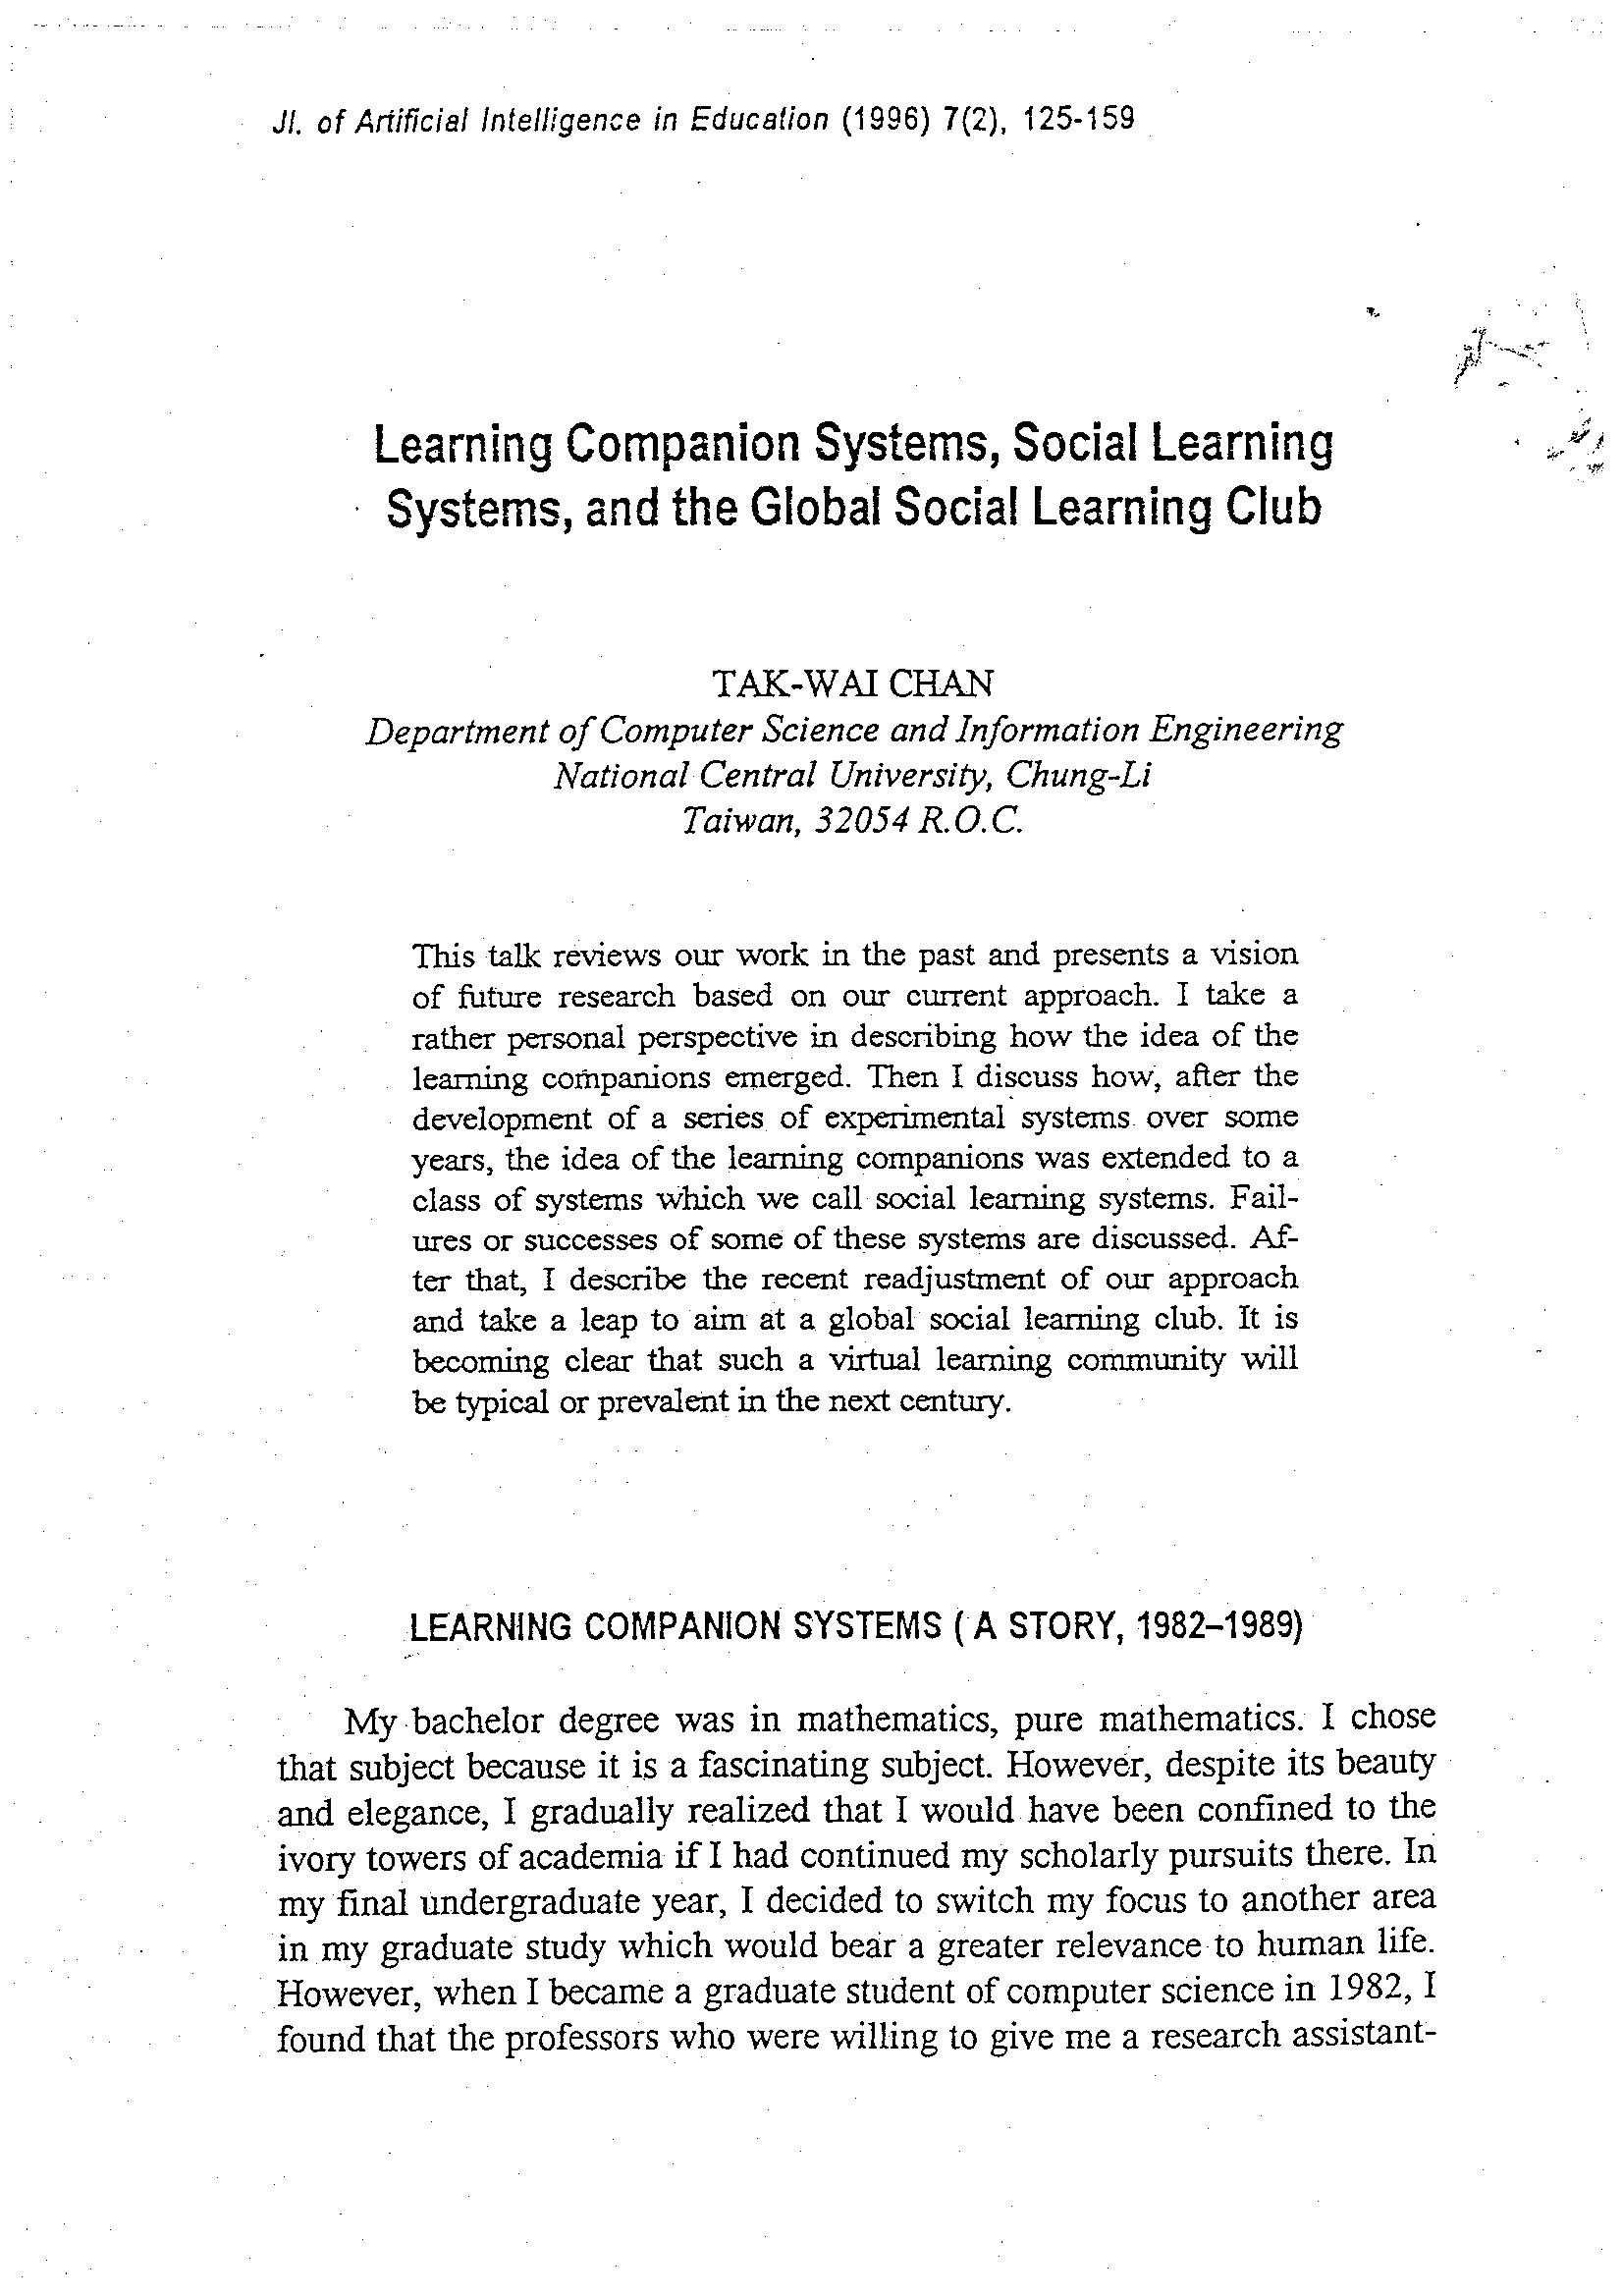 Jl. of Artificial Intelligence in Education (1996) 7(2), 125-159
Learning Companion Systems, Social Learning
Systems, and the Global Social Learning Club
TAK-WAI CHAN
Department of Computer Science and Information Engineering
National Central University, Chung-Li
Taiwan, 32054 R.O.C.
This talk reviews our work in the past and presents a vision
of future research based on our current approach. I take a
rather personal perspective in describing how the idea of the
learning companions emerged. Then I discuss how, after the
development of a series of experimental systems over some
years, the idea of the learning companions was extended to a
class of systems which we call social learning systems. Fail-
ures or successes of some of these systems are discussed. Af-
ter that, I describe the recent readjustment of our approach
and take a leap to aim at a global social learning club. It is
becoming clear that such a virtual learning community will
be typical or prevalent in the next century.
LEARNING COMPANION SYSTEMS ( A STORY, 1982–1989)
My bachelor degree was in mathematics, pure mathematics. I chose
that subject because it is a fascinating subject. However, despite its beauty
and elegance, I gradually realized that I would have been confined to the
ivory towers of academia if I had continued my scholarly pursuits there. In
my final undergraduate year, I decided to switch my focus to another area
in my graduate study which would bear a greater relevance to human life.
However, when I became a graduate student of computer science in 1982, I
found that the professors who were willing to give me a research assistant-